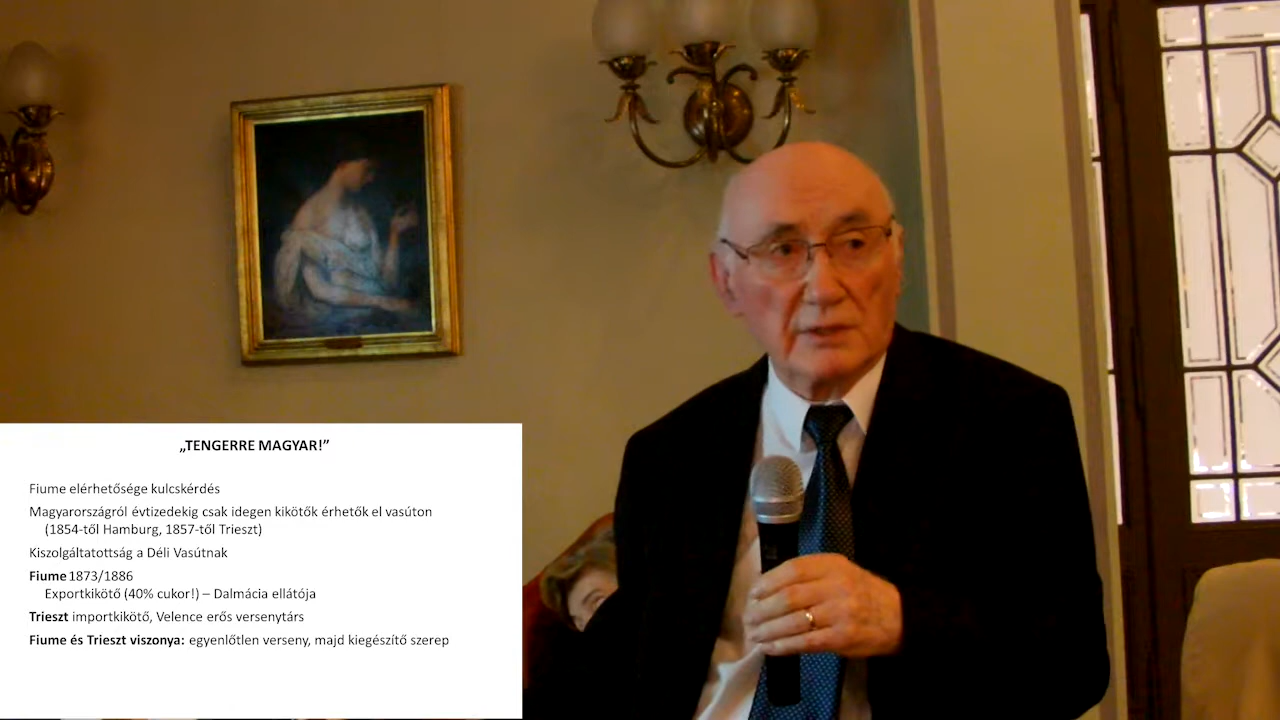 „TENGERRE MAGYAR!”
Fiume elérhetősége kulcskérdés
Magyarországról évtizedekig csak idegen kikötők érhetők el vasúton
(1854-től Hamburg, 1857-től Trieszt)
Kiszolgáltatottság a Déli Vasútnak
Fiume 1873/1886
Exportkikötő (40% cukor!) – Dalmácia ellátója
Trieszt importkikötő, Velence erős versenytárs
Fiume és Trieszt viszonya: egyenlőtlen verseny, majd kiegészítő szerep